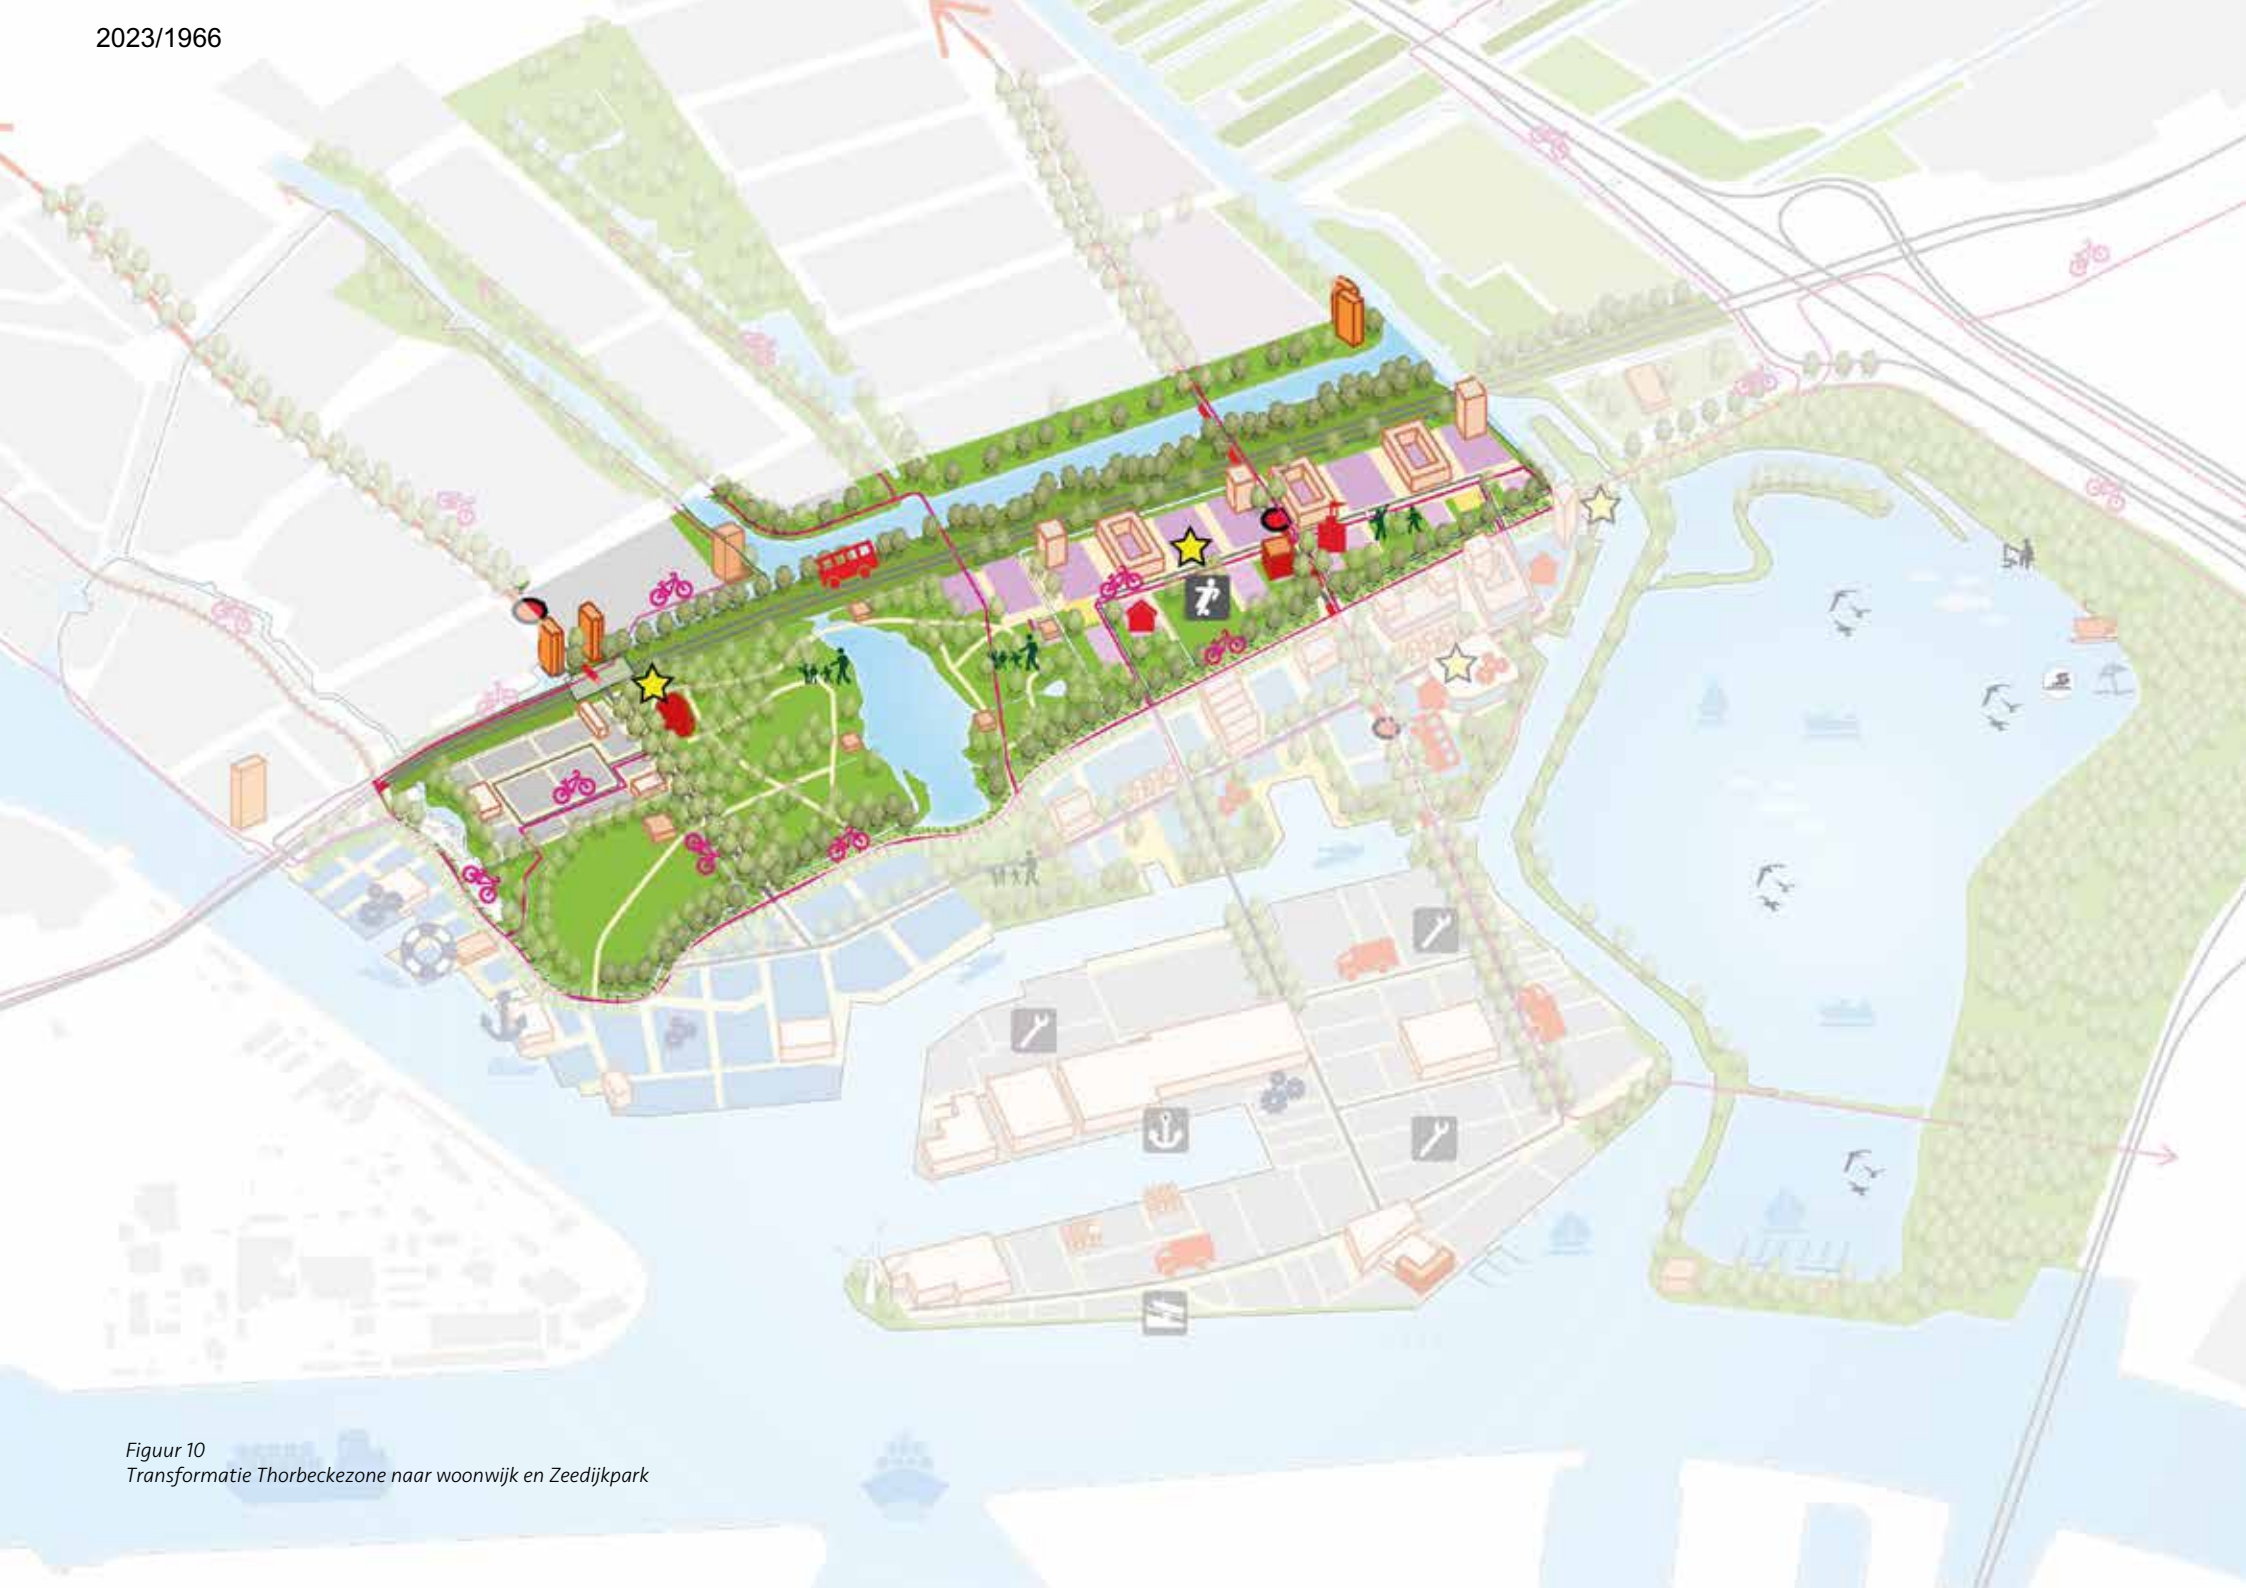 2023/1966
Figuur 10
Transformatie Thorbeckezone naar woonwijk en Zeedijkpark